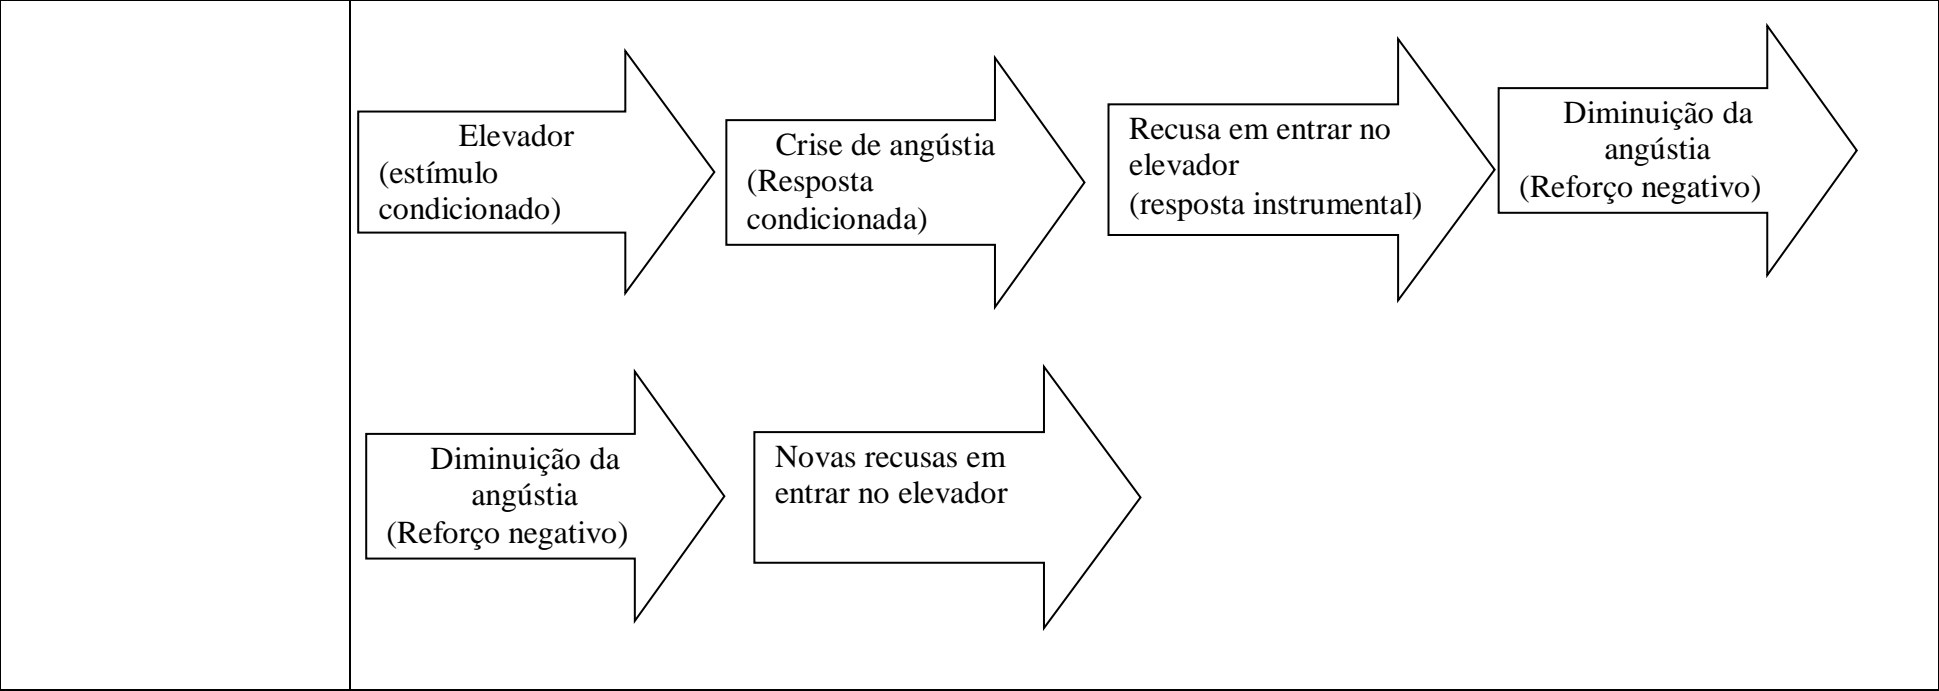 Elevador
(estímulo
condicionado)
Crise de angústia
(Resposta
condicionada)
Recusa em entrar no
elevador
(resposta instrumental)
Diminuição da
angústia
(Reforço negativo)
Diminuição da
angústia
(Reforço negativo)
Novas recusas em
entrar no elevador